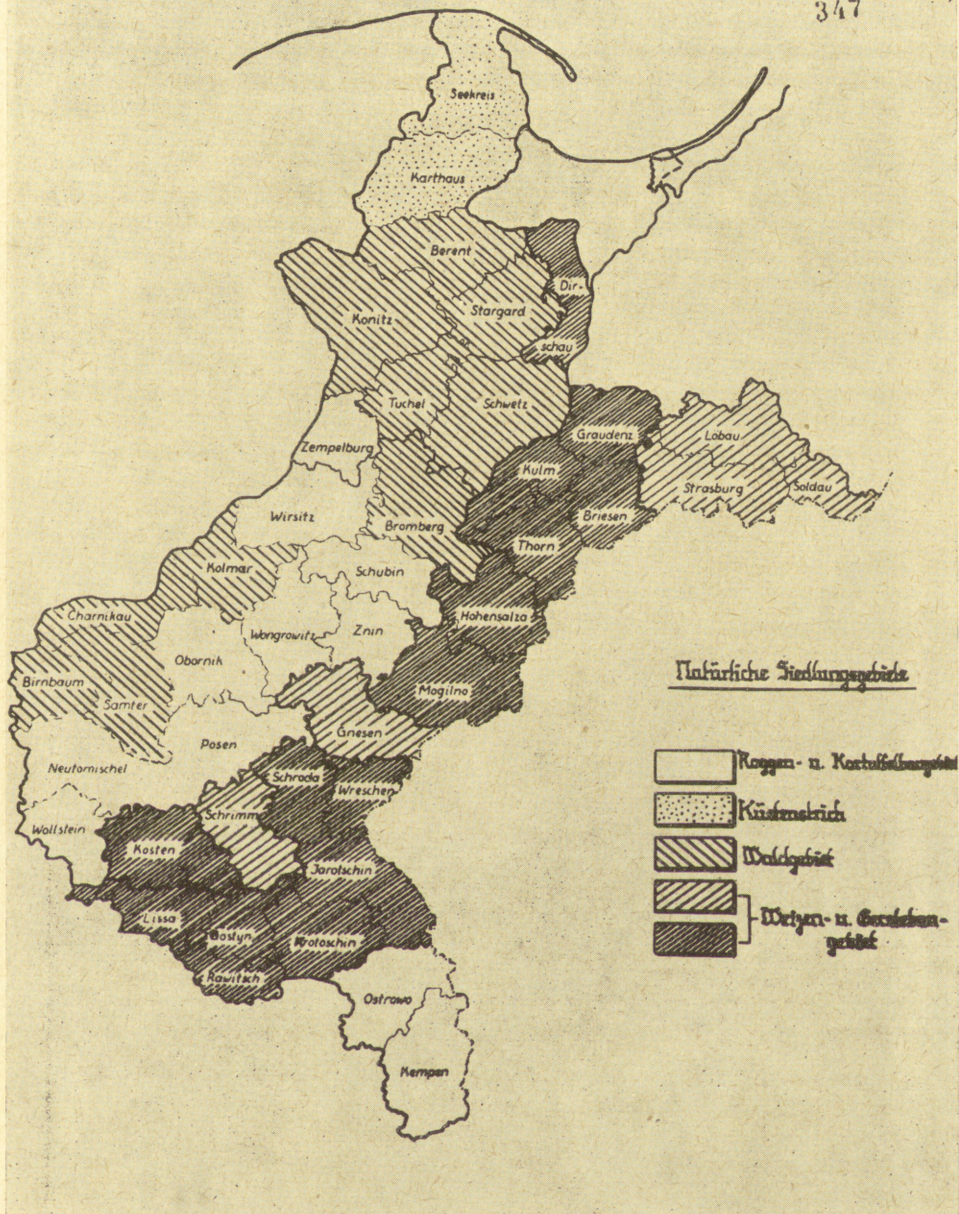 347
Seekreis
Karthaus
Berent
Dir-
Konitz
Stargard
schau
Tuchel
Schwetz
Graudenz
Lobau
Zempelburg
Kulm
Strasburg
Soldau
Wirsitz
Bromberg
Briesen
Thorn
Kolmar
Schubin
Charnikau
Hohensalza
Wongrowitz
Znin
Obornik
Birnbaum
Samter
Mogilno
Natürliche Siedlungsgebiete
Gnesen
Posen
Neutomischel
Schroda
Wreschen
Roggen- u. Kartoffelbaugebiet
Schrimm
Küstenstrich
Wollstein
Kosten
Jarotschin
Waldgebiet
Lissa
Gostyn
Krotoschin
Weizen- u. Gerstebau-
gebiet
Rawitsch
Ostrowo
Kempen